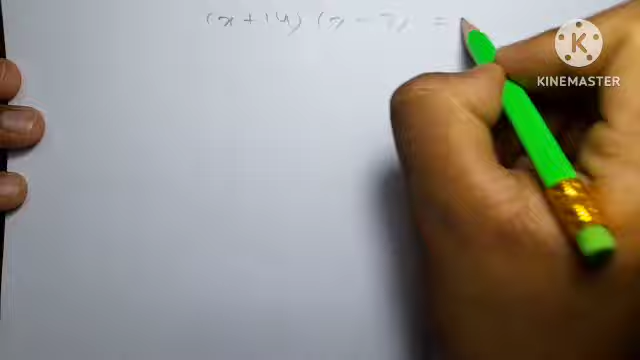 (x + 14) (x - 7) =
KINEMASTER